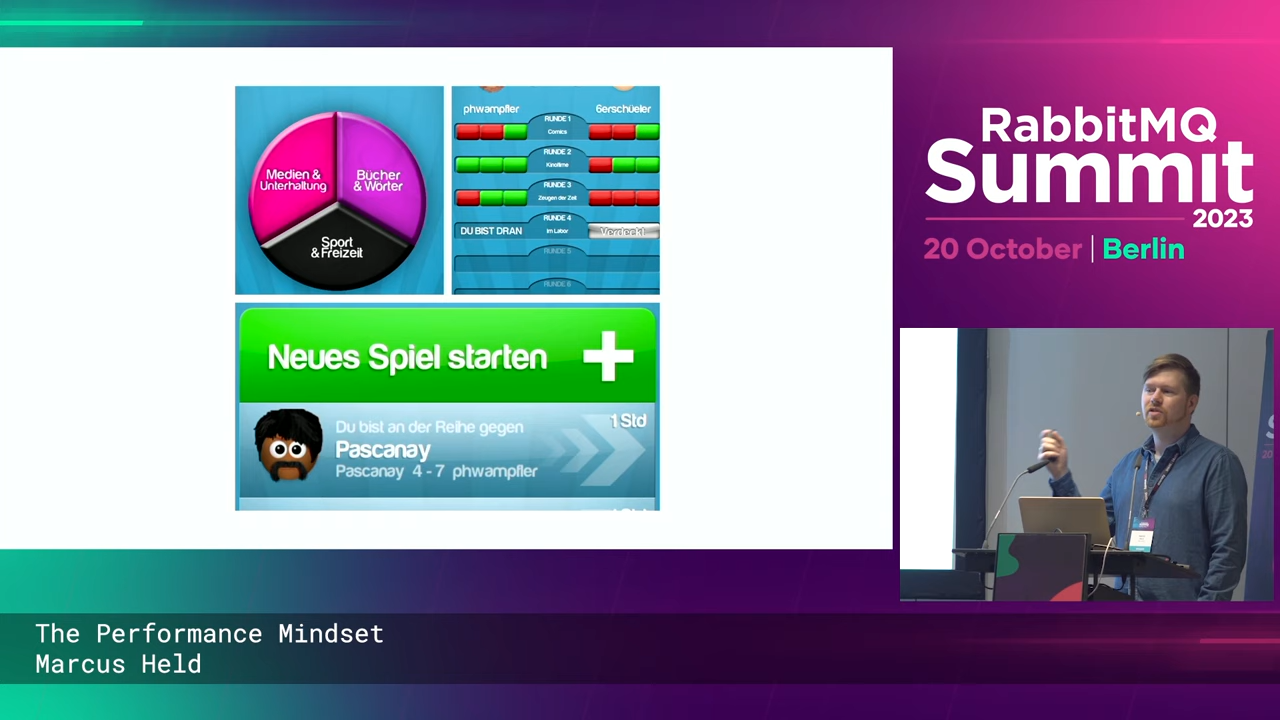 Medien &
Unterhaltung
Bücher
& Wörter
Sport
& Freizeit
phwampfler
6erschüeler
RUNDE 1
Comics
RUNDE 2
Kinotime
RUNDE 3
Zeugen der Zeit
RUNDE 4
DU BIST DRAN
Im Labor
Verdeckt
RUNDE 5
RUNDE 6
Neues Spiel starten
1 Std
Du bist an der Reihe gegen
Pascanay
Pascanay 4 - 7 phwampfler
RabbitMQ
Summit
2023
20 October | Berlin
The Performance Mindset
Marcus Held